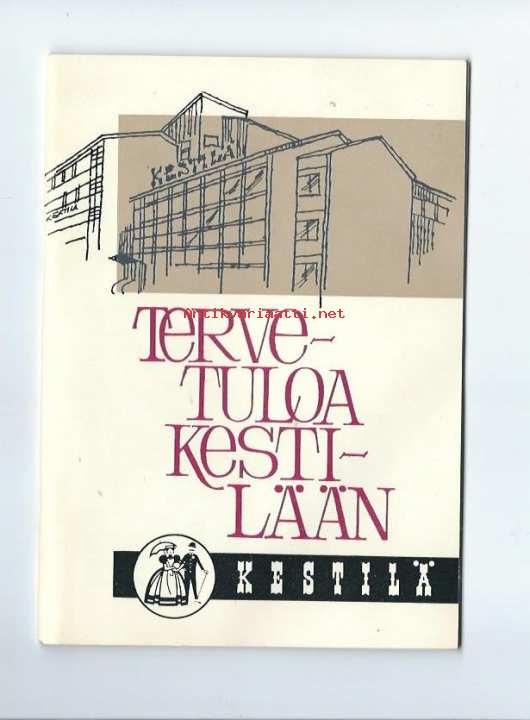 KESTILÄ
KESTILÄ
Antikvariaatti.net
TERVE-
TULOA
KESTI-
LÄÄN
KESTILÄ